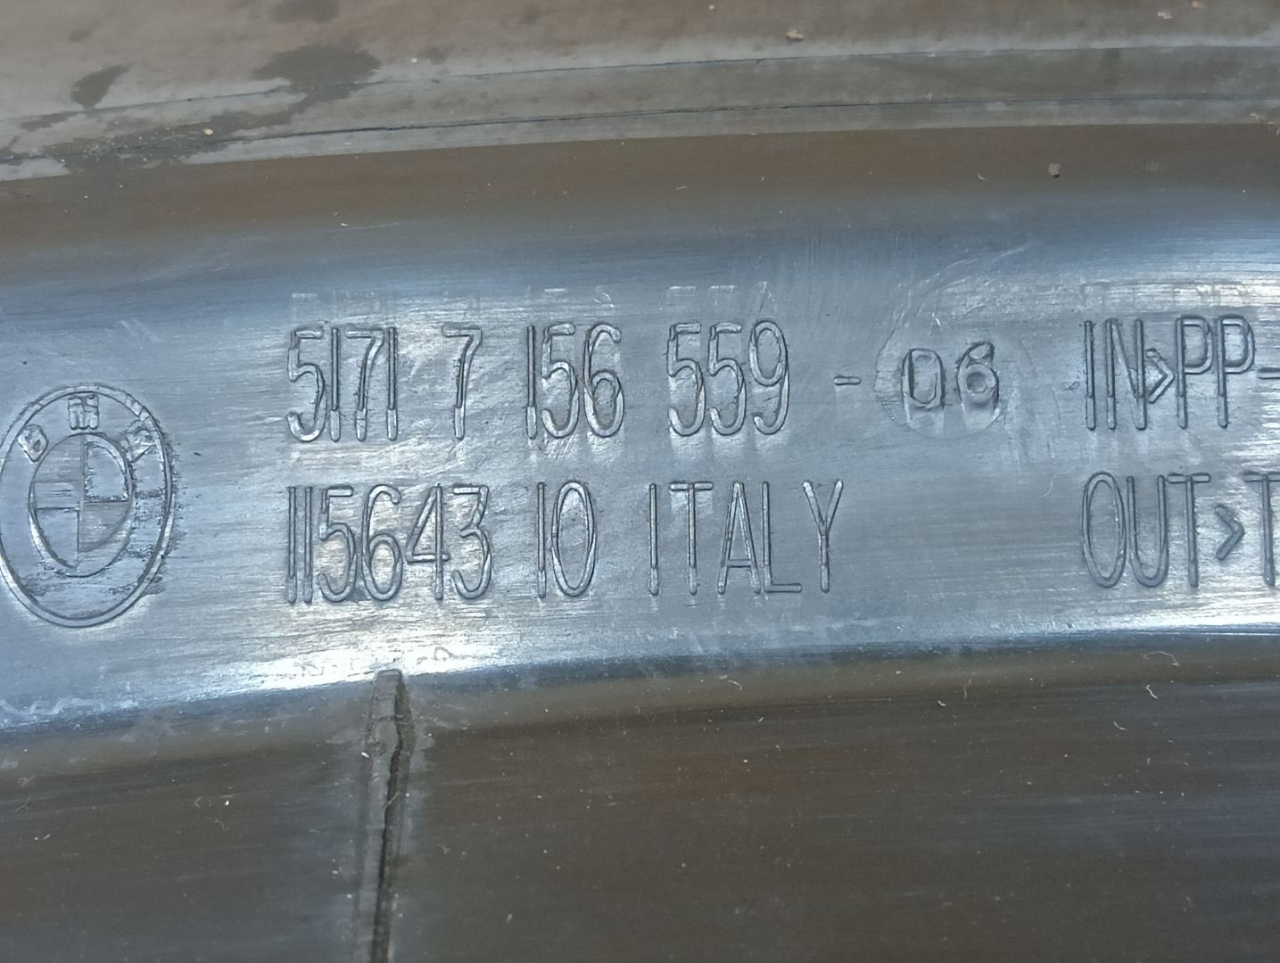 5171 7 156 559 - 06 IN>PP-
115643 10 ITALY OUT>T